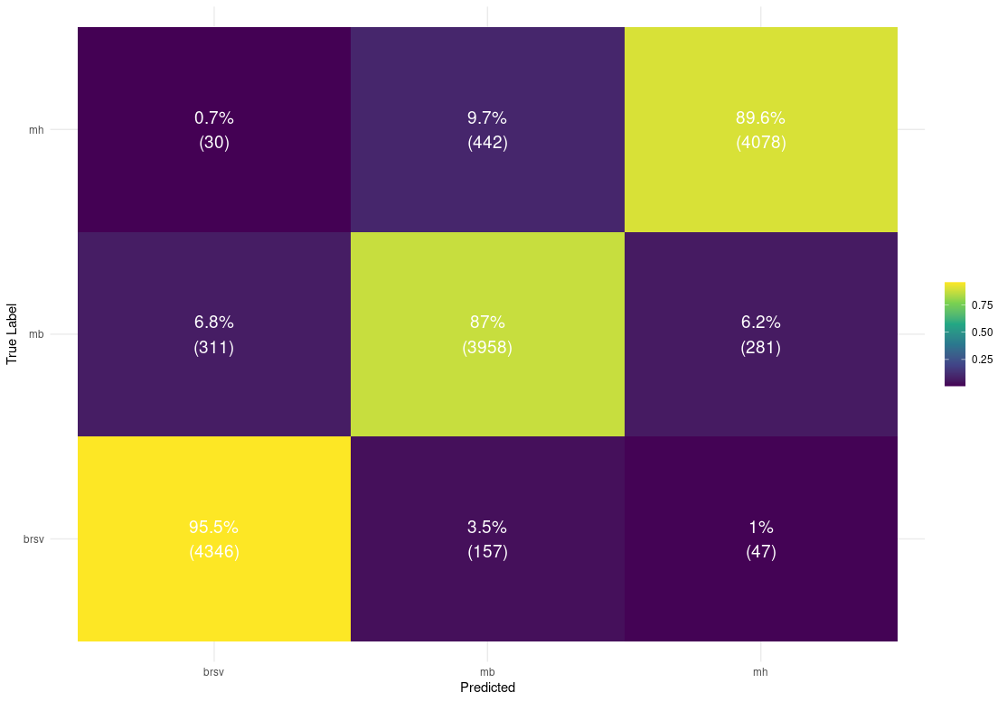 0.7%
(30)
9.7%
(442)
89.6%
(4078)
mh
6.8%
(311)
87%
(3958)
6.2%
(281)
mb
95.5%
(4346)
3.5%
(157)
1%
(47)
brsv
True Label
brsv
mb
mh
Predicted
0.75
0.50
0.25